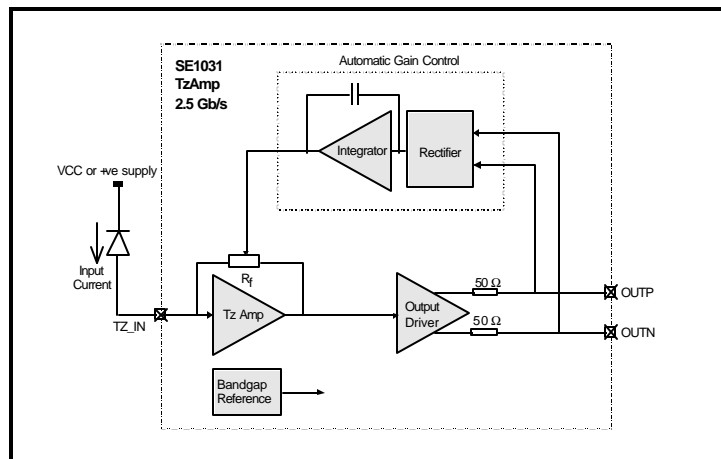 SE1031
TzAmp
2.5 Gb/s
Automatic Gain Control
Integrator
Rectifier
VCC or +ve supply
Input
Current
TZ_IN
Rf
Tz Amp
Output
Driver
50 Ω
50 Ω
OUTP
OUTN
Bandgap
Reference